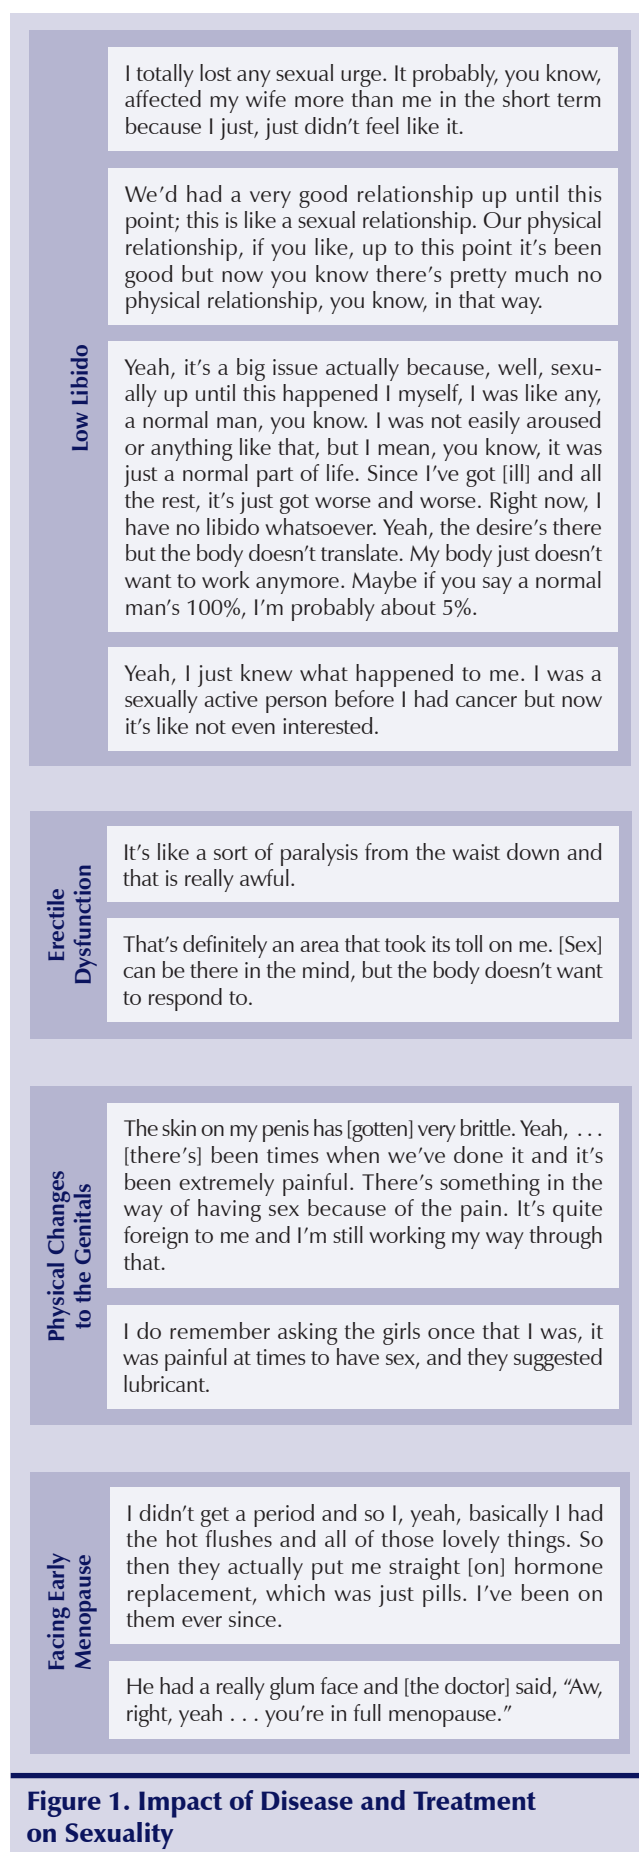 Low Libido
I totally lost any sexual urge. It probably, you know,
affected my wife more than me in the short term
because I just, just didn’t feel like it.
We’d had a very good relationship up until this
point; this is like a sexual relationship. Our physical
relationship, if you like, up to this point it’s been
good but now you know there’s pretty much no
physical relationship, you know, in that way.
Yeah, it’s a big issue actually because, well, sexu-
ally up until this happened I myself, I was like any,
a normal man, you know. I was not easily aroused
or anything like that, but I mean, you know, it was
just a normal part of life. Since I’ve got [ill] and all
the rest, it’s just got worse and worse. Right now, I
have no libido whatsoever. Yeah, the desire’s there
but the body doesn’t translate. My body just doesn’t
want to work anymore. Maybe if you say a normal
man’s 100%, I’m probably about 5%.
Yeah, I just knew what happened to me. I was a
sexually active person before I had cancer but now
it’s like not even interested.
Erectile
Dysfunction
It’s like a sort of paralysis from the waist down and
that is really awful.
That’s definitely an area that took its toll on me. [Sex]
can be there in the mind, but the body doesn’t want
to respond to.
Physical Changes
to the Genitals
The skin on my penis has [gotten] very brittle. Yeah, . . .
[there’s] been times when we’ve done it and it’s
been extremely painful. There’s something in the
way of having sex because of the pain. It’s quite
foreign to me and I’m still working my way through
that.
I do remember asking the girls once that I was, it
was painful at times to have sex, and they suggested
lubricant.
Facing Early
Menopause
I didn’t get a period and so I, yeah, basically I had
the hot flushes and all of those lovely things. So
then they actually put me straight [on] hormone
replacement, which was just pills. I’ve been on
them ever since.
He had a really glum face and [the doctor] said, “Aw,
right, yeah . . . you’re in full menopause.”
Figure 1. Impact of Disease and Treatment
on Sexuality